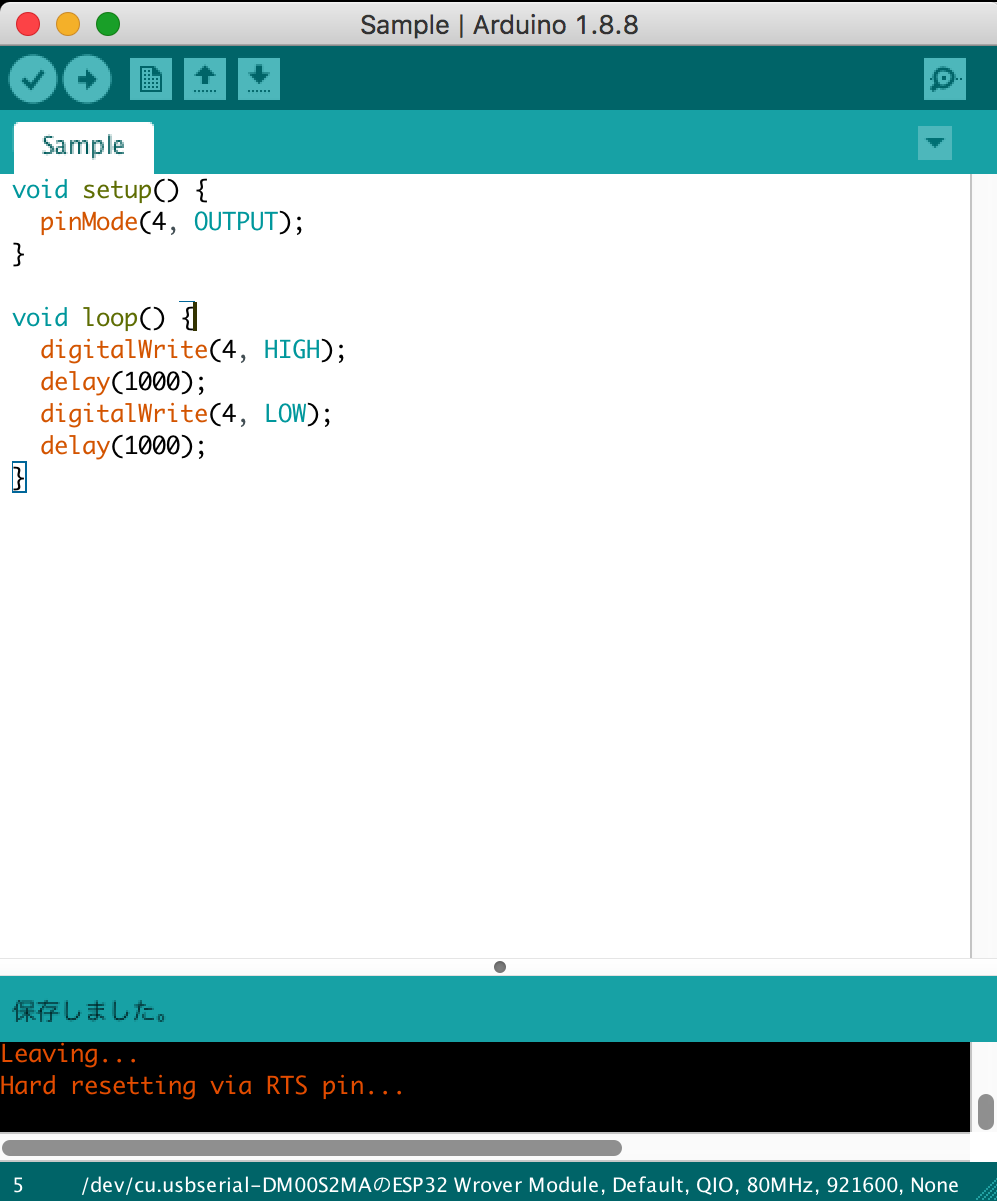 Sample | Arduino 1.8.8
Sample
void setup() {
  pinMode(4, OUTPUT);
}

void loop() {
  digitalWrite(4, HIGH);
  delay(1000);
  digitalWrite(4, LOW);
  delay(1000);
}
保存しました。
Leaving...
Hard resetting via RTS pin...
5 /dev/cu.usbserial-DM00S2MAのESP32 Wrover Module, Default, QIO, 80MHz, 921600, None